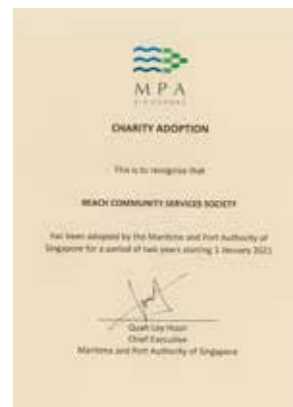 MPA
SINGAPORE
CHARITY ADOPTION
This is to recognise that
REACH COMMUNITY SERVICES SOCIETY
has been adopted by the Maritime and Port Authority of
Singapore for a period of two years starting 1 January 2021
Quah Ley Hoon
Chief Executive
Maritime and Port Authority of Singapore